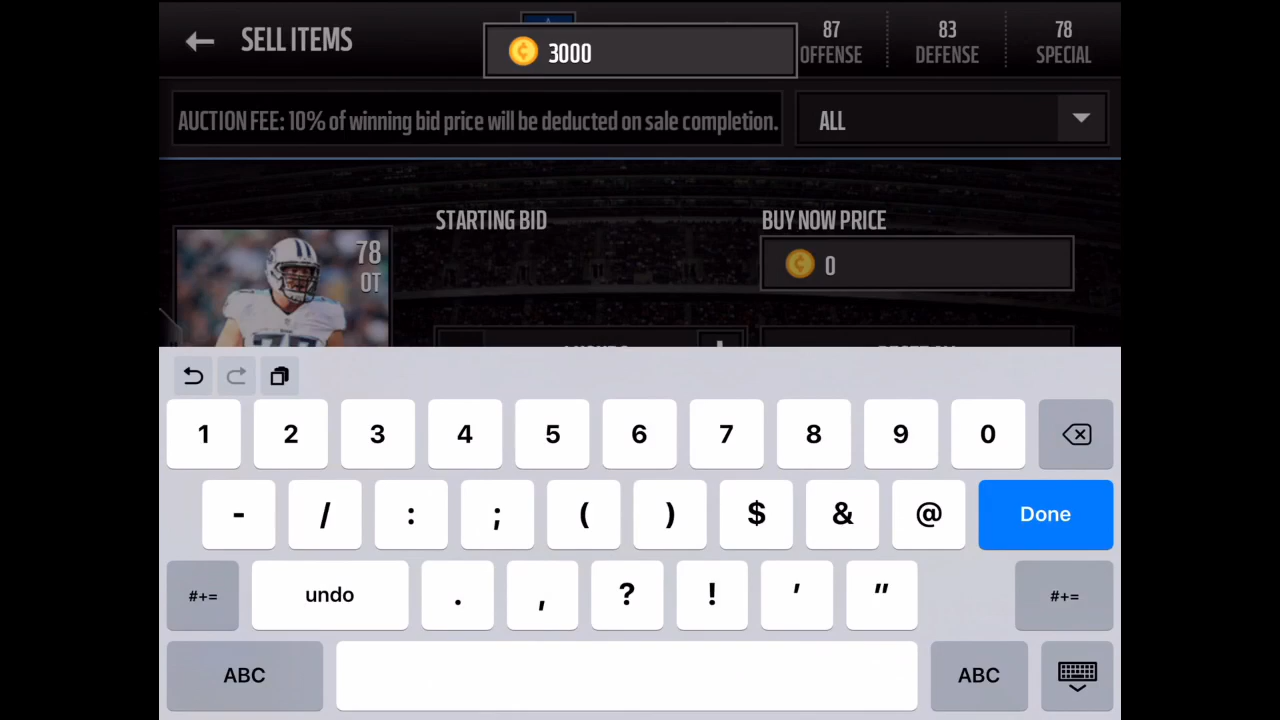 SELL ITEMS
3000
87 OFFENSE
83 DEFENSE
78 SPECIAL
AUCTION FEE: 10% of winning bid price will be deducted on sale completion.
ALL
STARTING BID
BUY NOW PRICE
0
78
OT
1 2 3 4 5 6 7 8 9 0
- / : ; ( ) $ & @ Done
#+= undo . , ? ! ' " #+=
ABC ABC